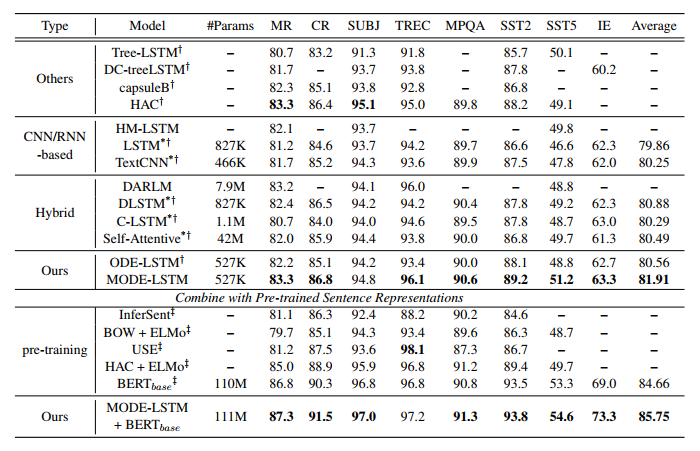 Type Model #Params MR CR SUBJ TREC MPQA SST2 SST5 IE Average
Tree-LSTM† – 80.7 83.2 91.3 91.8 85.7 50.1
DC-treeLSTM† – 81.7 – 93.7 93.8 87.8 – 60.2 –
Others
capsuleB† – 82.3 85.1 93.8 92.8 86.8
HAC† – 83.3 86.4 95.1 95.0 89.8 88.2 49.1 – –
HM-LSTM 82.1 93.7 49.8
CNN/RNN
-based
LSTM*† 827K 81.2 84.6 93.7 94.2 89.7 86.6 46.6 62.3 79.86
TextCNN*† 466K 81.7 85.2 94.3 93.6 89.9 87.5 47.8 62.0 80.25
DARLM 7.9M 83.2 – 94.1 96.0 – – 48.8 – –
Hybrid
DLSTM*† 827K 82.4 86.5 94.2 94.2 90.4 87.8 49.2 62.3 80.88
C-LSTM*† 1.1M 80.7 84.0 94.0 94.6 89.5 87.8 48.7 63.0 80.29
Self-Attentive*† 42M 82.0 85.9 94.4 93.8 90.0 86.8 49.7 61.3 80.49
Ours
ODE-LSTM† 527K 82.2 85.1 94.2 93.4 90.0 88.1 48.8 62.7 80.56
MODE-LSTM 527K 83.3 86.8 94.8 96.1 90.6 89.2 51.2 63.3 81.91
Combine with Pre-trained Sentence Representations
InferSent‡ – 81.1 86.3 92.4 88.2 90.2 84.6 – – –
BOW + ELMo‡ – 79.7 85.1 94.3 93.4 89.6 86.3 48.7 – –
pre-training USE‡ – 81.2 87.5 93.6 98.1 87.3 86.7 – – –
HAC + ELMo‡ – 85.0 88.9 95.9 96.8 91.2 89.4 49.7 – –
BERTbase‡ 110M 86.8 90.3 96.8 96.8 90.8 93.5 53.3 69.0 84.66
Ours MODE-LSTM
+ BERTbase 111M 87.3 91.5 97.0 97.2 91.3 93.8 54.6 73.3 85.75